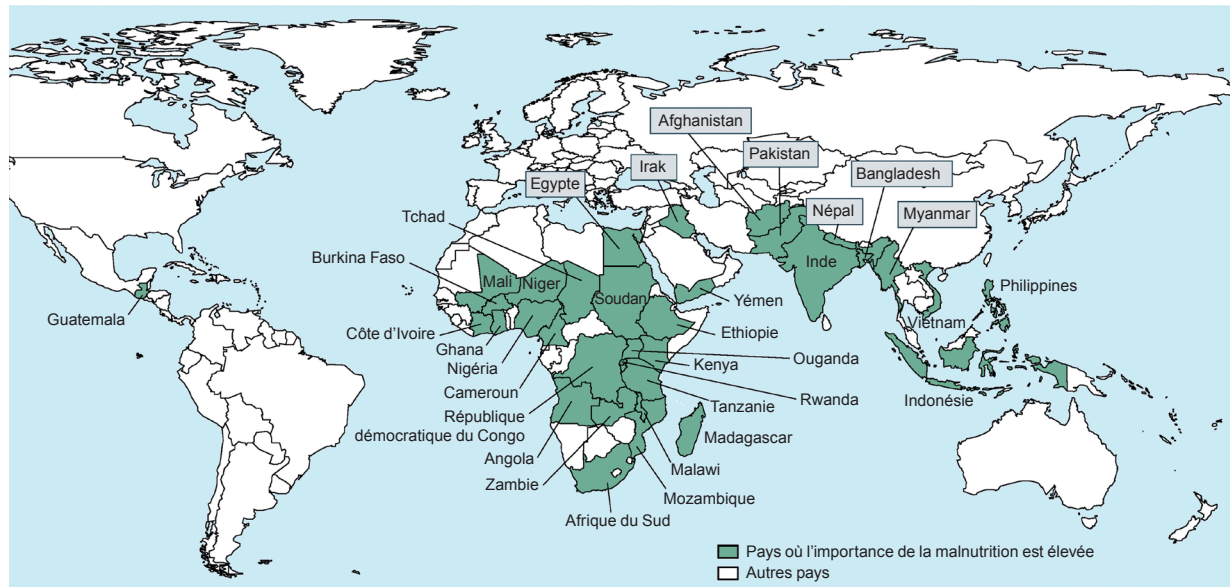 Afghanistan
Pakistan
Irak
Bangladesh
Egypte
Népal
Myanmar
Tchad
Burkina Faso
Mali
Niger
Inde
Soudan
Philippines
Yémen
Guatemala
Vietnam
Côte d'Ivoire
Ethiopie
Ghana
Ouganda
Nigéria
Kenya
Cameroun
Rwanda
Indonésie
République
démocratique du Congo
Tanzanie
Madagascar
Angola
Malawi
Zambie
Mozambique
Afrique du Sud
Pays où l'importance de la malnutrition est élevée
Autres pays